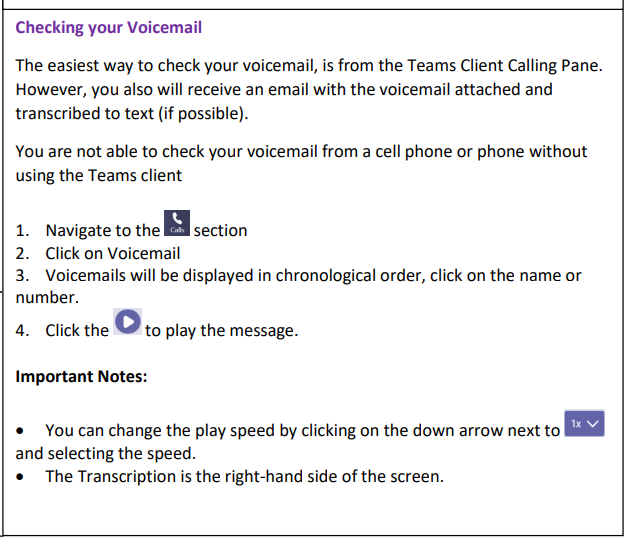 Checking your Voicemail
The easiest way to check your voicemail, is from the Teams Client Calling Pane.
However, you also will receive an email with the voicemail attached and
transcribed to text (if possible).
You are not able to check your voicemail from a cell phone or phone without
using the Teams client
1. Navigate to the Calls section
2. Click on Voicemail
3. Voicemails will be displayed in chronological order, click on the name or
number.
4. Click the to play the message.
Important Notes:
• You can change the play speed by clicking on the down arrow next to 1x
and selecting the speed.
• The Transcription is the right-hand side of the screen.